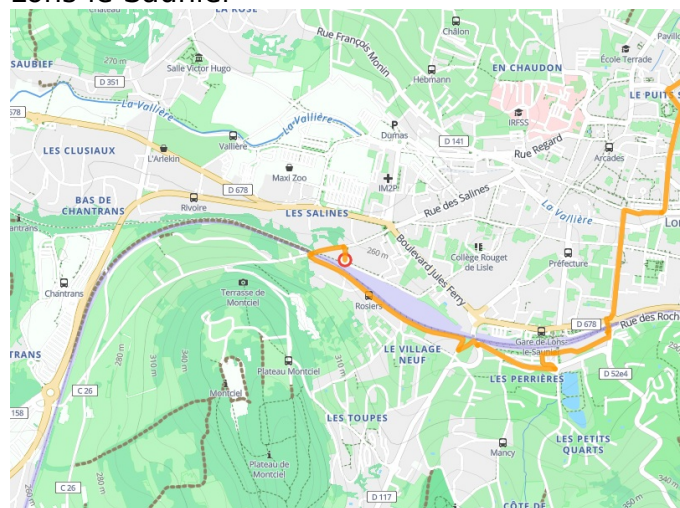 Lons-le-Saunier
Château
LA ROSE
Rue François Monin
Châlon
Pavillo
SAUBIEF
270 m
Salle Victor Hugo
EN CHAUDON
École Terrade
D 351
Hebmann
LE PUITS S
La Vallière
678
La Vallière
P
Dumas
IRFSS
Vallière
D 141
Rue Regard
LES CLUSIAUX
L'Arlekin
Arcades
Maxi Zoo
IM2P
BAS DE
CHANTRANS
D 678
Rivoire
LES SALINES
Rue des Salines
La Vallière
Lon
antrans
260 m
Boulevard Jules Ferry
Collège Rouget
de Lisle
Préfecture
Chantrans
Terrasse de
Montciel
Rosiers
Rue des Roche
D 678
Gare de Lons-
le-Saunier
TRANS
280 m
310 m
340 m
LE VILLAGE
NEUF
Plateau Montciel
310 m
LES PERRIÈRES
D 52e4
C 26
Montciel
158
LES TOUPES
LES PETITS
QUARTS
Mancy
Plateau de
Montciel
C 26
260 m
280 m
D 117
CÔTE DE
350 m